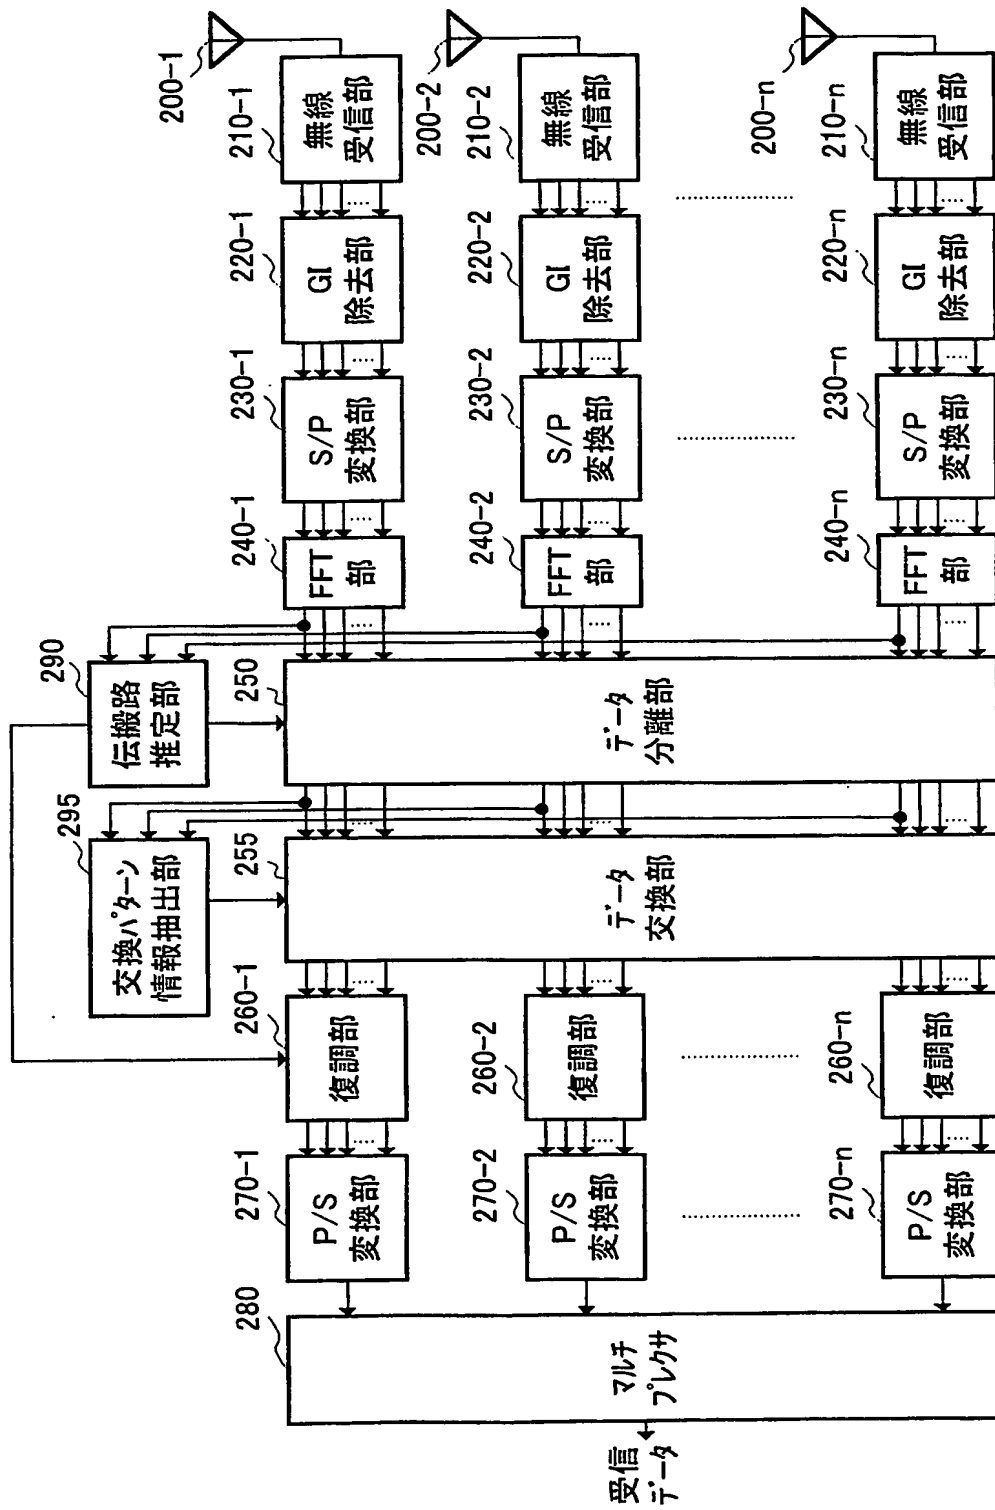 200-1
210-1
無線
受信部
220-1
GI
除去部
230-1
S/P
変換部
240-1
FFT
部
200-2
210-2
無線
受信部
220-2
GI
除去部
230-2
S/P
変換部
240-2
FFT
部
200-n
210-n
無線
受信部
220-n
GI
除去部
230-n
S/P
変換部
240-n
FFT
部
290
伝搬路
推定部
250
データ
分離部
295
交換パターン
情報抽出部
255
データ
交換部
260-1
復調部
270-1
P/S
変換部
260-2
復調部
270-2
P/S
変換部
260-n
復調部
270-n
P/S
変換部
280
マルチ
プレクサ
受信
データ